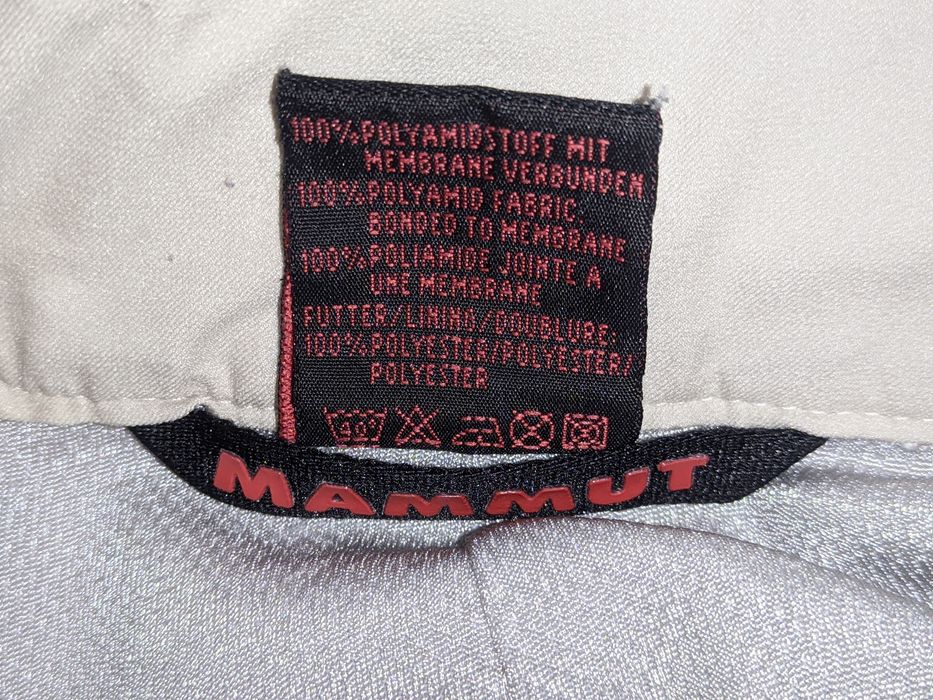 100%POLYAMIDSTOFF MIT
MEMBRANE VERBUNDEN
100%POLYAMID FABRIC,
BONDED TO MEMBRANE
100%POLIAMIDE JOINTE A
UNE MEMBRANE
FUTTER/LINING/DOUBLURE:
100%POLYESTER/POLYESTER/
POLYESTER
MAMMUT